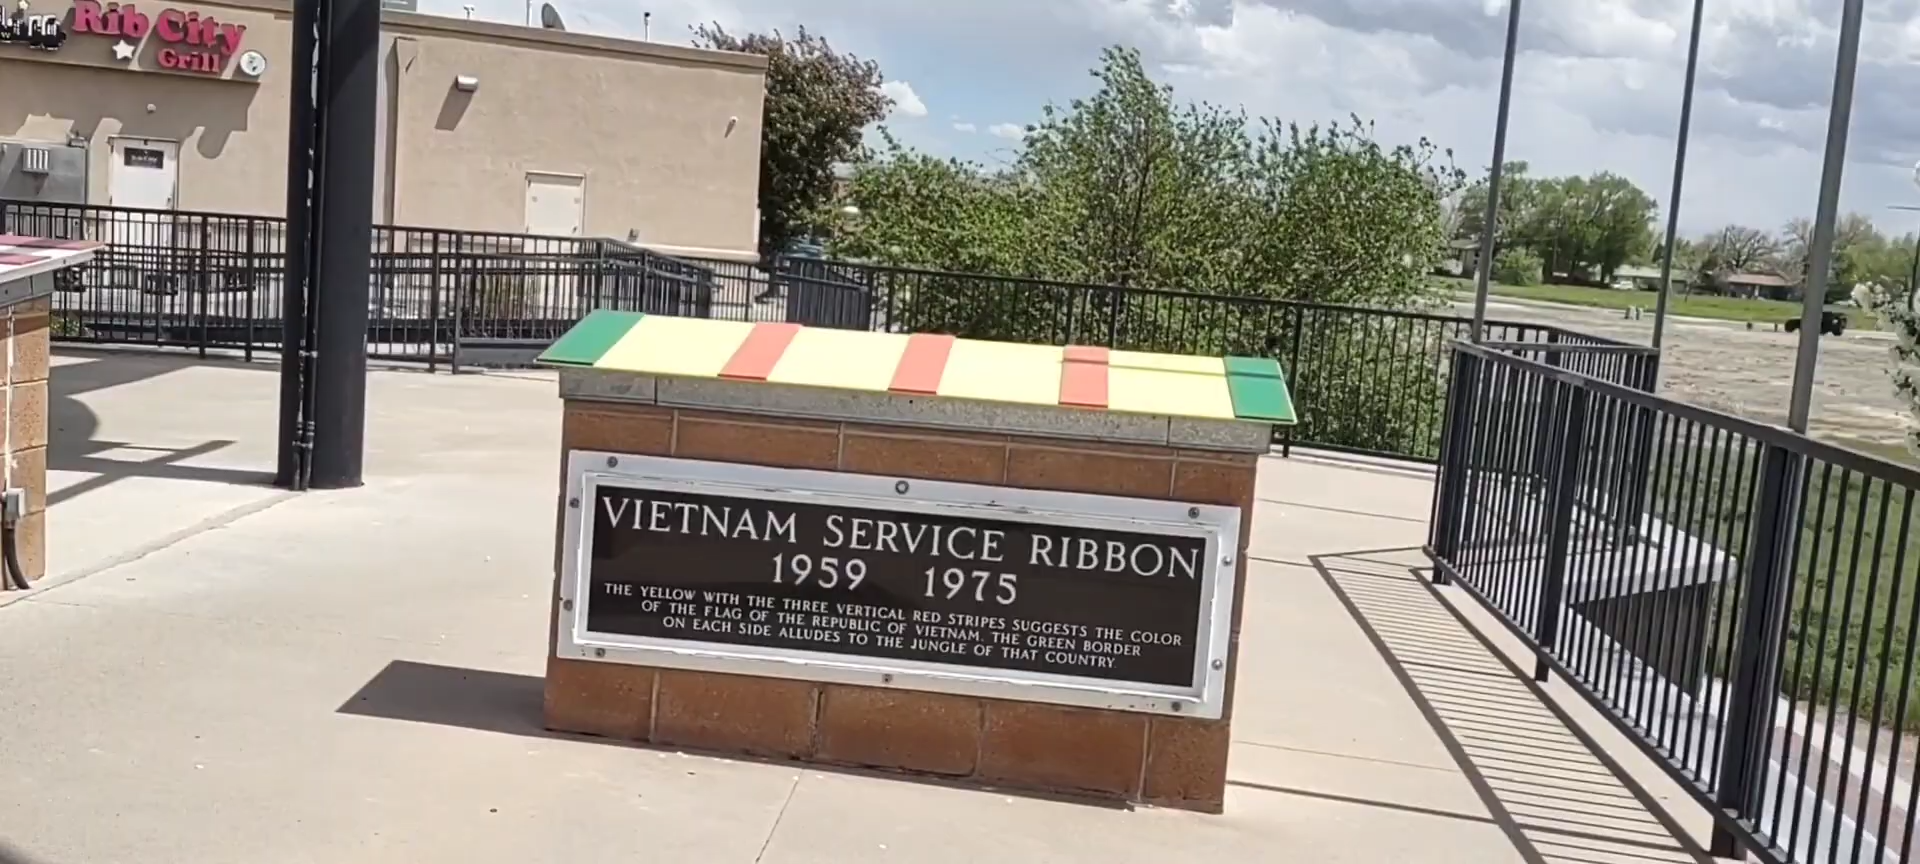 Rib City
Grill
VIETNAM SERVICE RIBBON
1959 1975
THE YELLOW WITH THE THREE VERTICAL RED STRIPES SUGGESTS THE COLOR
OF THE FLAG OF THE REPUBLIC OF VIETNAM. THE GREEN BORDER
ON EACH SIDE ALLUDES TO THE JUNGLE OF THAT COUNTRY.